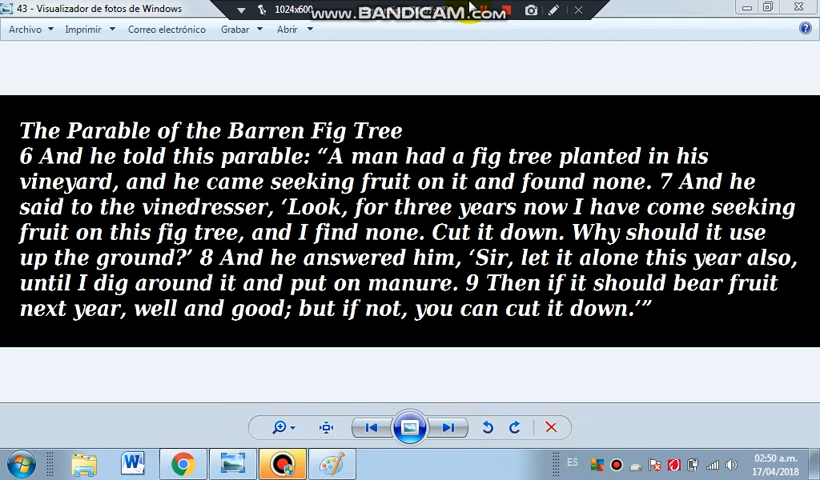 43 - Visualizador de fotos de Windows
1024x600
www.BANDICAM.com
Archivo Imprimir Correo electrónico Grabar Abrir
The Parable of the Barren Fig Tree
6 And he told this parable: “A man had a fig tree planted in his
vineyard, and he came seeking fruit on it and found none. 7 And he
said to the vinedresser, ‘Look, for three years now I have come seeking
fruit on this fig tree, and I find none. Cut it down. Why should it use
up the ground?’ 8 And he answered him, ‘Sir, let it alone this year also,
until I dig around it and put on manure. 9 Then if it should bear fruit
next year, well and good; but if not, you can cut it down.’”
ES
02:50 a.m.
17/04/2018